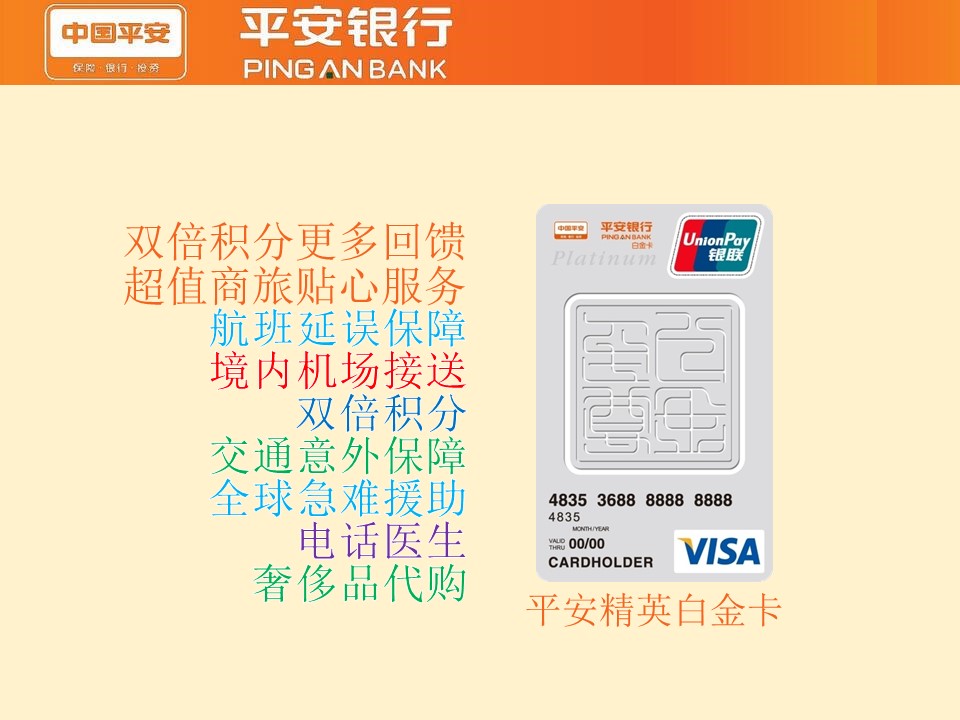 中国平安
保险·银行·投资
平安银行
PING AN BANK
双倍积分更多回馈
超值商旅贴心服务
航班延误保障
境内机场接送
双倍积分
交通意外保障
全球急难援助
电话医生
奢侈品代购
中国平安
平安银行
PING AN BANK
白金卡
Platinum
UnionPay
银联
4835 3688 8888 8888
4835
MONTH/YEAR
VALID THRU 00/00
CARDHOLDER
VISA
平安精英白金卡